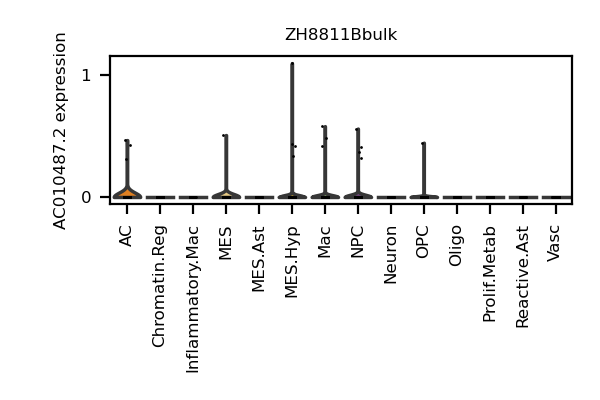 ZH8811Bbulk
AC010487.2 expression
1
0
AC
Chromatin.Reg
Inflammatory.Mac
MES
MES.Ast
MES.Hyp
Mac
NPC
Neuron
OPC
Oligo
Prolif.Metab
Reactive.Ast
Vasc